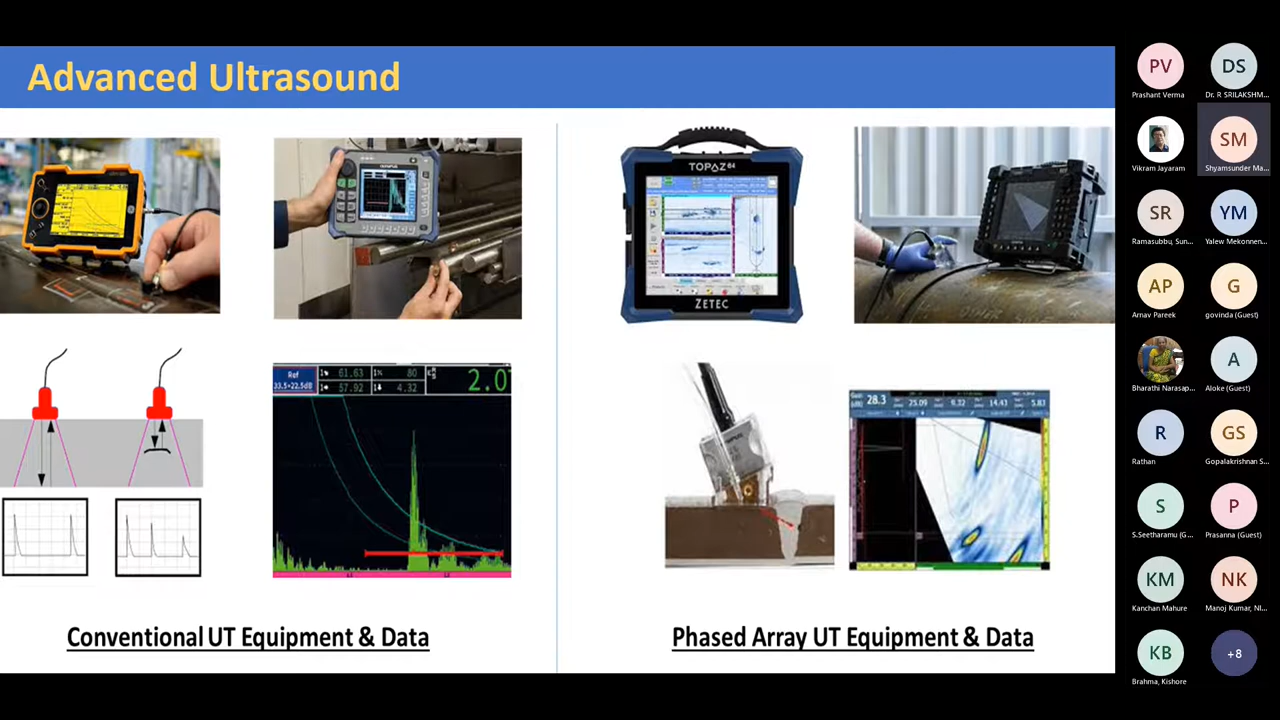 Advanced Ultrasound
TOPAZ 64
ZETEC
Ref
33.5+22.5dB
61.63
80
57.92
4.32
2.0
28.3
25.09
9.32
14.43
5.83
Conventional UT Equipment & Data
Phased Array UT Equipment & Data
PV
Prashant Verma
DS
Dr. R SRILAKSHM...
Vikram Jayaram
SM
Shyamsunder Ma...
SR
Ramasubbu, Sun...
YM
Yalew Mekonnen...
AP
Arnav Pareek
G
govinda (Guest)
Bharathi Narasap...
A
Aloke (Guest)
R
Rathan
GS
Gopalakrishnan S...
S
S.Seetharamu (G...
P
Prasanna (Guest)
KM
Kanchan Mahure
NK
Manoj Kumar, NI...
KB
Brahma, Kishore
+8